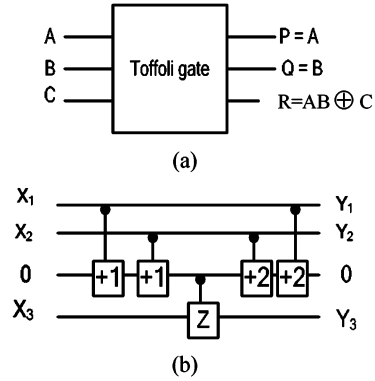 A P = A
B Toffoli gate Q = B
C R=AB ⊕ C
(a)
X₁ Y₁
X₂ Y₂
0 +1 +1 +2 +2 0
X₃ Z Y₃
(b)